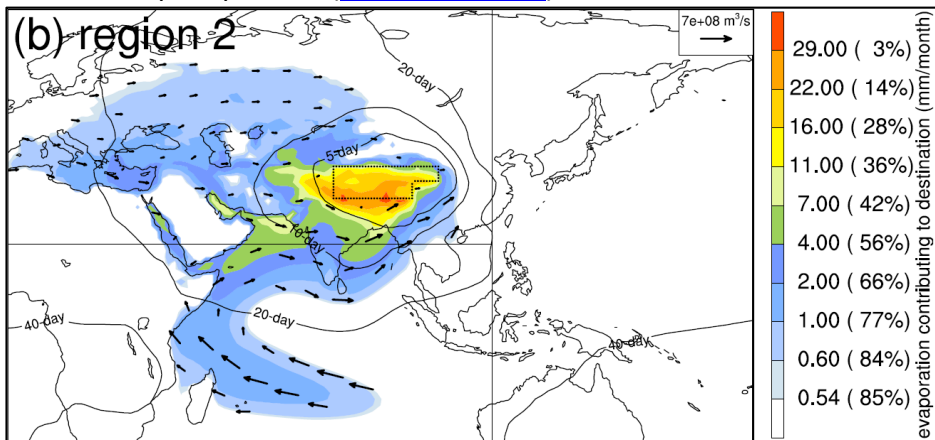 (b) region 2
7e+08 m³/s
20-day
5-day
10-day
20-day
40-day
40-day
29.00 ( 3%)
22.00 ( 14%)
16.00 ( 28%)
11.00 ( 36%)
7.00 ( 42%)
4.00 ( 56%)
2.00 ( 66%)
1.00 ( 77%)
0.60 ( 84%)
0.54 ( 85%)
evaporation contributing to destination (mm/month)